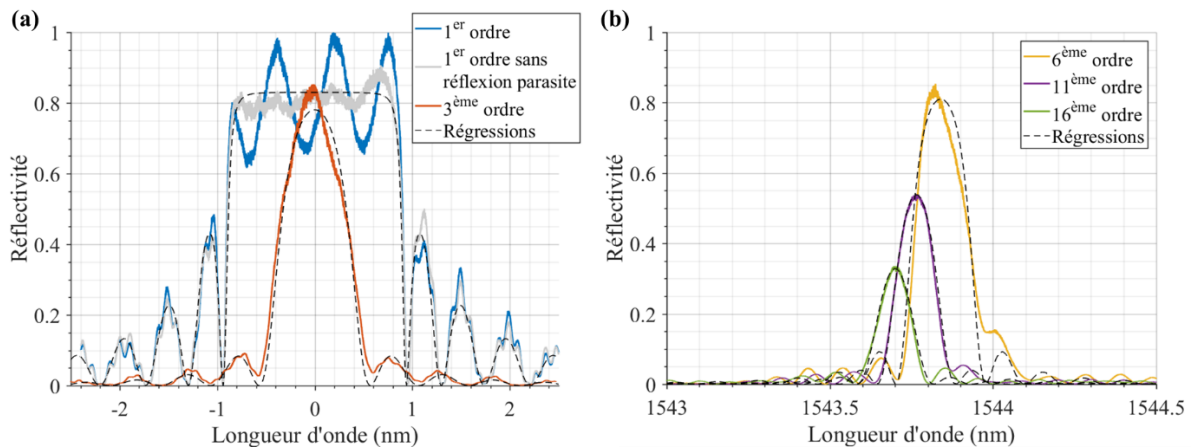 (a)
1er ordre
1er ordre sans
réflexion parasite
3ème ordre
Régressions
1
0.8
0.6
0.4
0.2
0
Réflectivité
-2
-1
0
1
2
Longueur d'onde (nm)
(b)
6ème ordre
11ème ordre
16ème ordre
Régressions
1
0.8
0.6
0.4
0.2
0
Réflectivité
1543
1543.5
1544
1544.5
Longueur d'onde (nm)